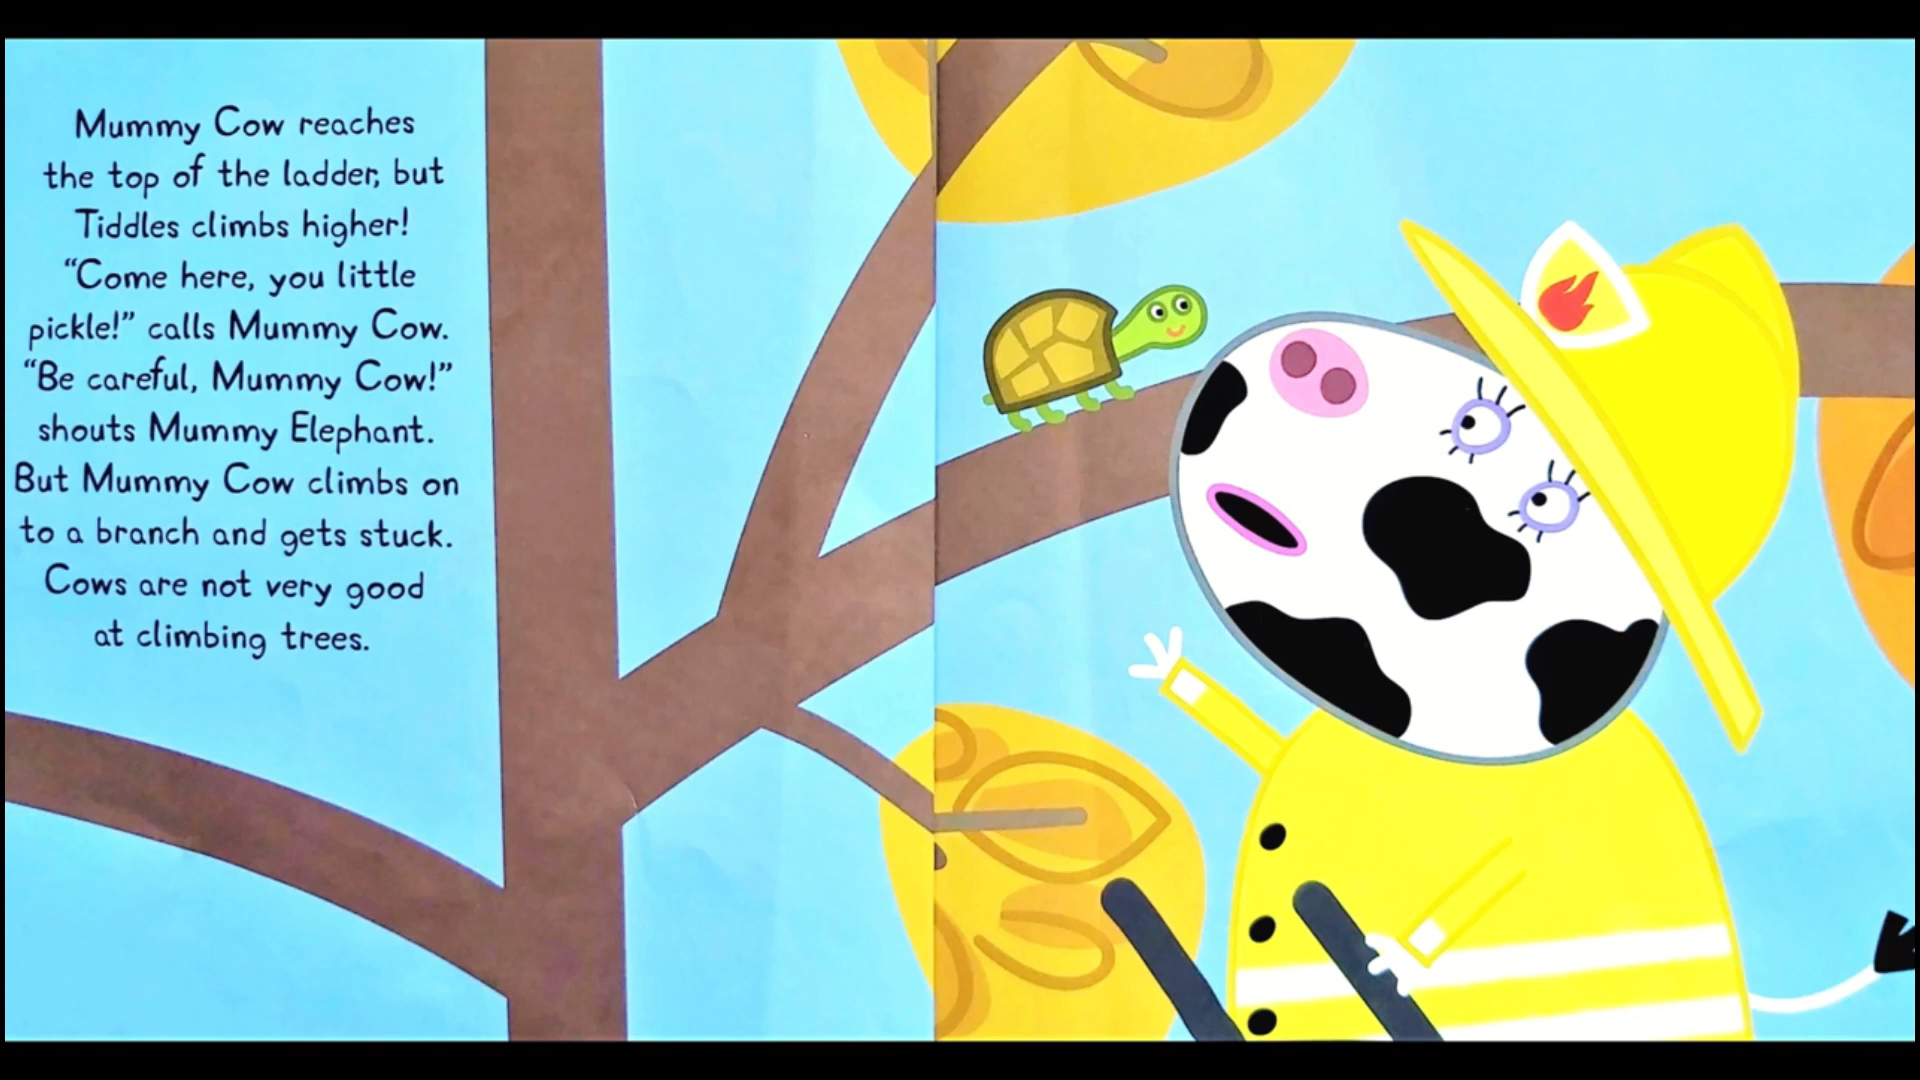 Mummy Cow reaches
the top of the ladder, but
Tiddles climbs higher!
“Come here, you little
pickle!” calls Mummy Cow.
“Be careful, Mummy Cow!”
shouts Mummy Elephant.
But Mummy Cow climbs on
to a branch and gets stuck.
Cows are not very good
at climbing trees.